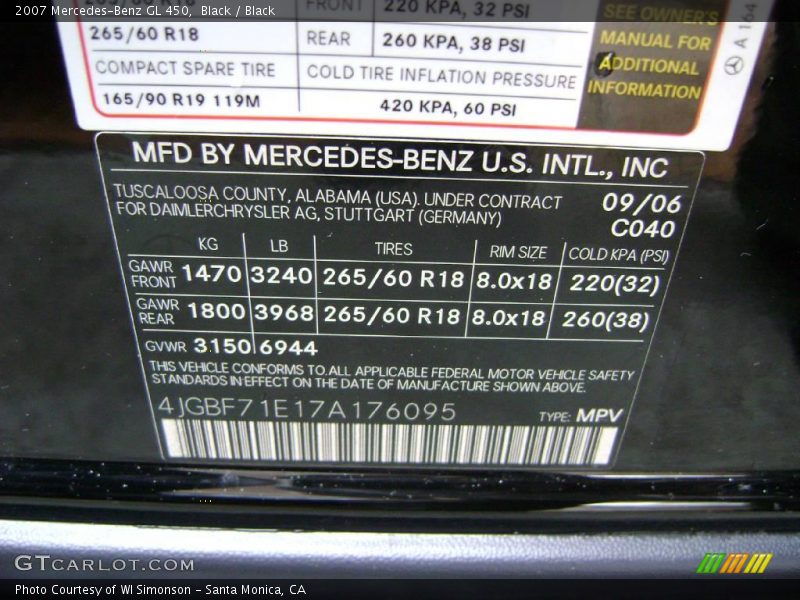 2007 Mercedes-Benz GL 450,  Black / Black
FRONT 220 KPA, 32 PSI
265/60 R18 REAR 260 KPA, 38 PSI
COMPACT SPARE TIRE COLD TIRE INFLATION PRESSURE
165/90 R19 119M 420 KPA, 60 PSI
SEE OWNER'S
MANUAL FOR
ADDITIONAL
INFORMATION
A 164
MFD BY MERCEDES-BENZ U.S. INTL., INC
TUSCALOOSA COUNTY, ALABAMA (USA). UNDER CONTRACT 09/06
FOR DAIMLERCHRYSLER AG, STUTTGART (GERMANY) C040
KG LB TIRES RIM SIZE COLD KPA (PSI)
GAWR FRONT 1470 3240 265/60 R18 8.0x18 220(32)
GAWR REAR 1800 3968 265/60 R18 8.0x18 260(38)
GVWR 3150 6944
THIS VEHICLE CONFORMS TO ALL APPLICABLE FEDERAL MOTOR VEHICLE SAFETY
STANDARDS IN EFFECT ON THE DATE OF MANUFACTURE SHOWN ABOVE.
4JGBF71E17A176095 TYPE: MPV
GTCARLOT.COM
Photo Courtesy of WI Simonson - Santa Monica, CA